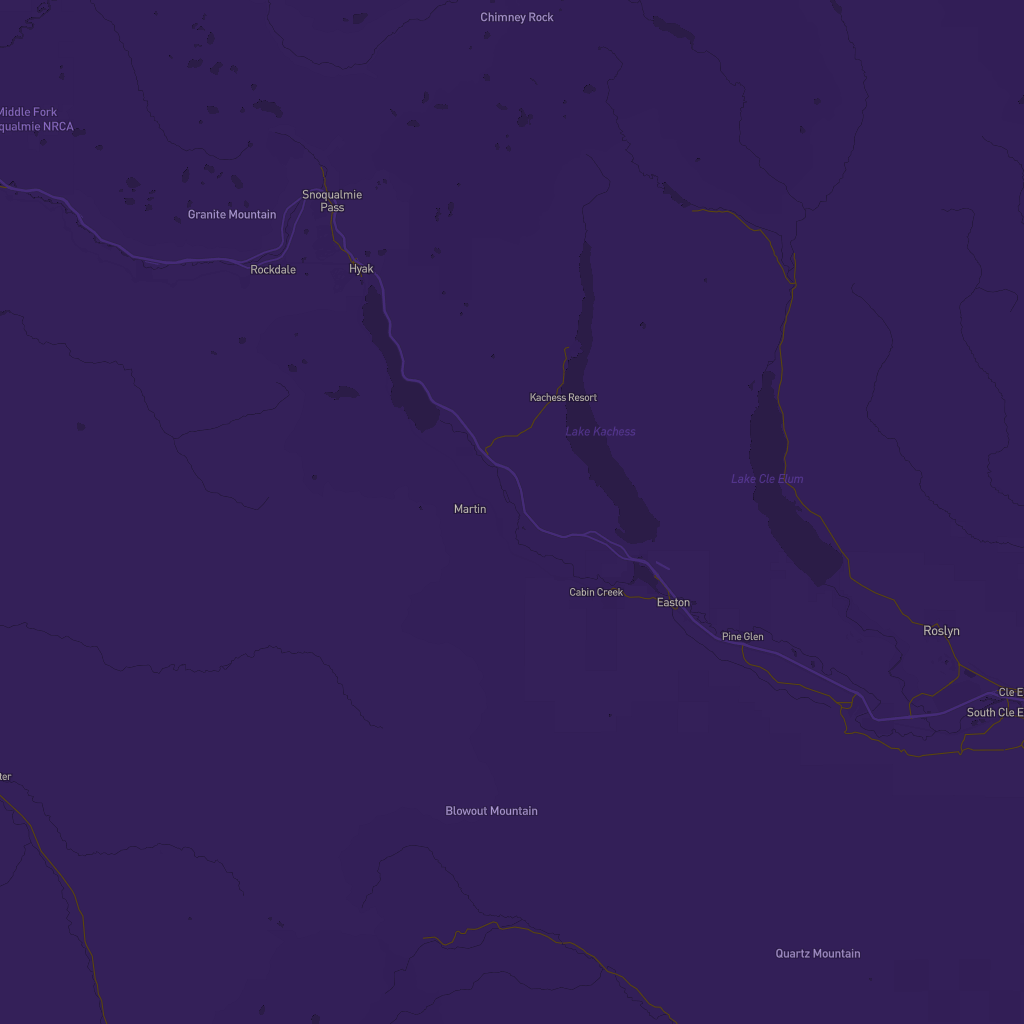 Chimney Rock
Middle Fork
qualmie NRCA
Snoqualmie
Pass
Granite Mountain
Rockdale
Hyak
Kachess Resort
Lake Kachess
Lake Cle Elum
Martin
Cabin Creek
Easton
Roslyn
Pine Glen
Cle E
South Cle E
ter
Blowout Mountain
Quartz Mountain